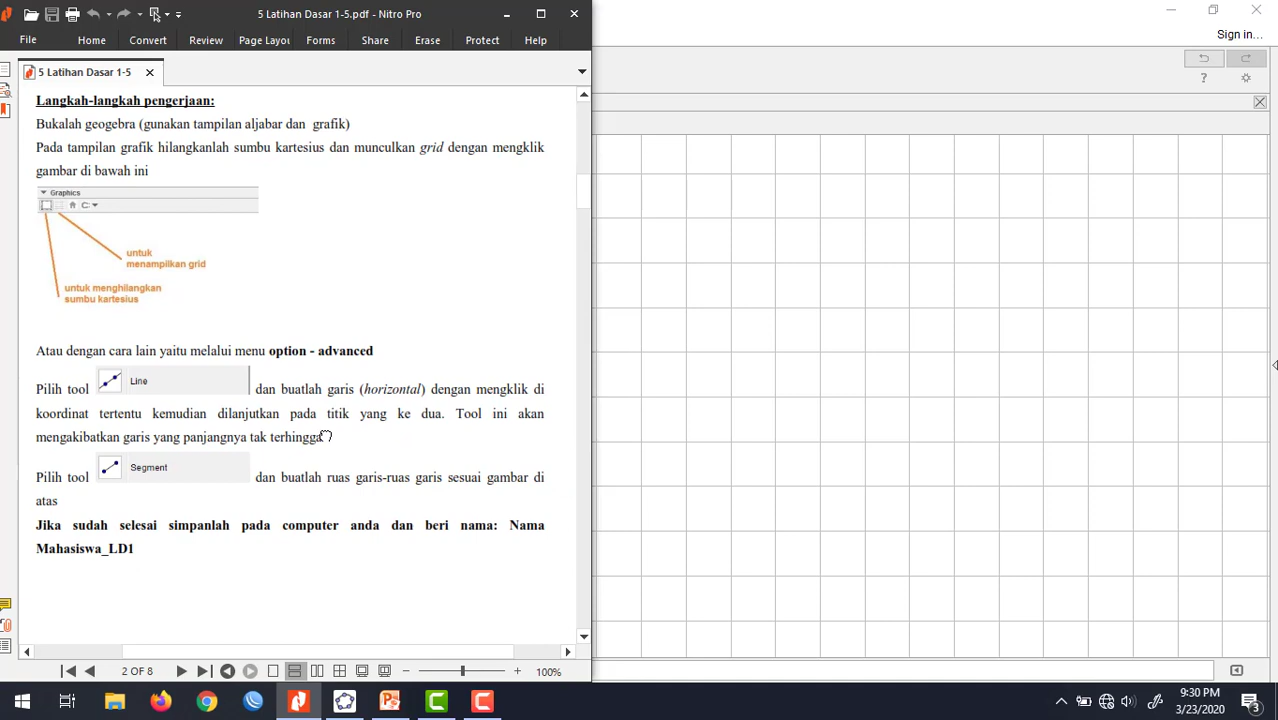 5 Latihan Dasar 1-5.pdf - Nitro Pro
Sign in...
File Home Convert Review Page Layou Forms Share Erase Protect Help
5 Latihan Dasar 1-5
Langkah-langkah pengerjaan:
Bukalah geogebra (gunakan tampilan aljabar dan grafik)
Pada tampilan grafik hilangkanlah sumbu kartesius dan munculkan grid dengan mengklik
gambar di bawah ini
Graphics
untuk
menampilkan grid
untuk menghilangkan
sumbu kartesius
Atau dengan cara lain yaitu melalui menu option - advanced
Pilih tool Line dan buatlah garis (horizontal) dengan mengklik di
koordinat tertentu kemudian dilanjutkan pada titik yang ke dua. Tool ini akan
mengakibatkan garis yang panjangnya tak terhingga
Pilih tool Segment dan buatlah ruas garis-ruas garis sesuai gambar di
atas
Jika sudah selesai simpanlah pada computer anda dan beri nama: Nama
Mahasiswa_LD1
2 OF 8
100%
9:30 PM
3/23/2020
3